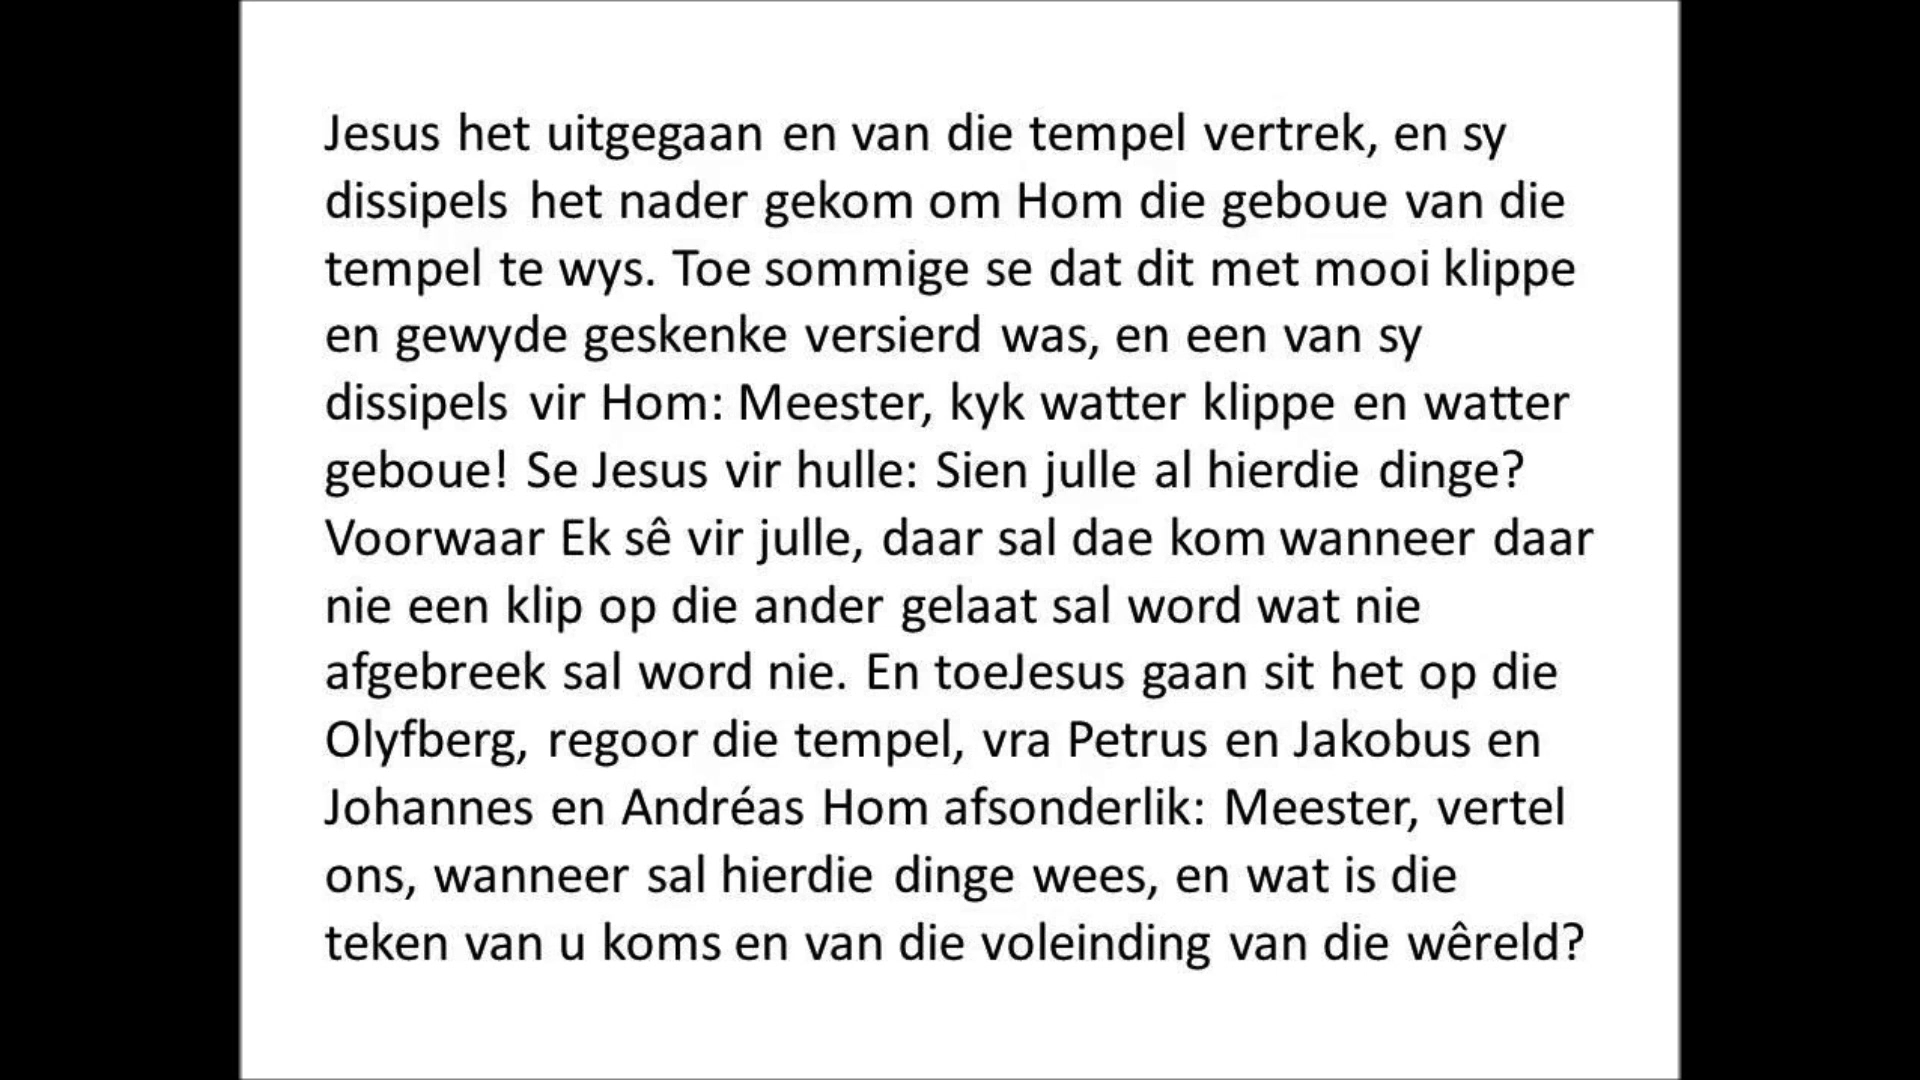 Jesus het uitgegaan en van die tempel vertrek, en sy
dissipels het nader gekom om Hom die geboue van die
tempel te wys. Toe sommige se dat dit met mooi klippe
en gewyde geskenke versierd was, en een van sy
dissipels vir Hom: Meester, kyk watter klippe en watter
geboue! Se Jesus vir hulle: Sien julle al hierdie dinge?
Voorwaar Ek sê vir julle, daar sal dae kom wanneer daar
nie een klip op die ander gelaat sal word wat nie
afgebreek sal word nie. En toeJesus gaan sit het op die
Olyfberg, regoor die tempel, vra Petrus en Jakobus en
Johannes en Andréas Hom afsonderlik: Meester, vertel
ons, wanneer sal hierdie dinge wees, en wat is die
teken van u koms en van die voleinding van die wêreld?